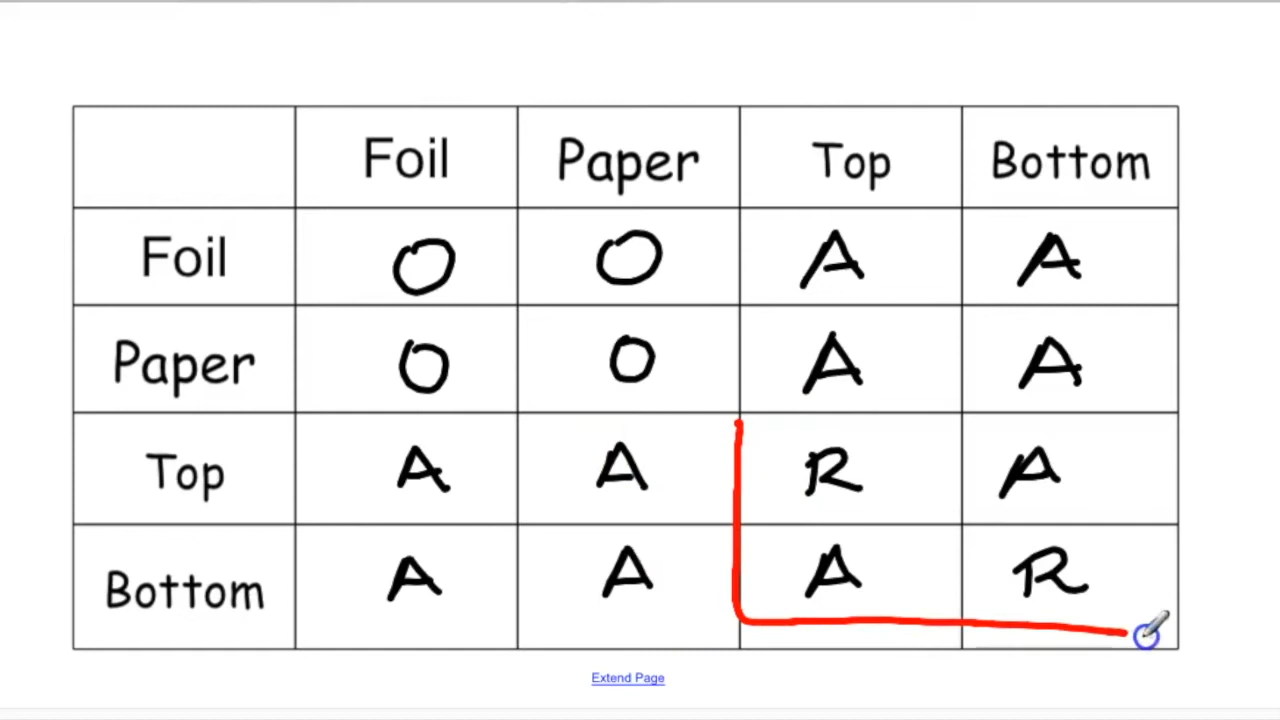 Foil Paper Top Bottom
Foil O O A A
Paper O O A A
Top A A R A
Bottom A A A R
Extend Page